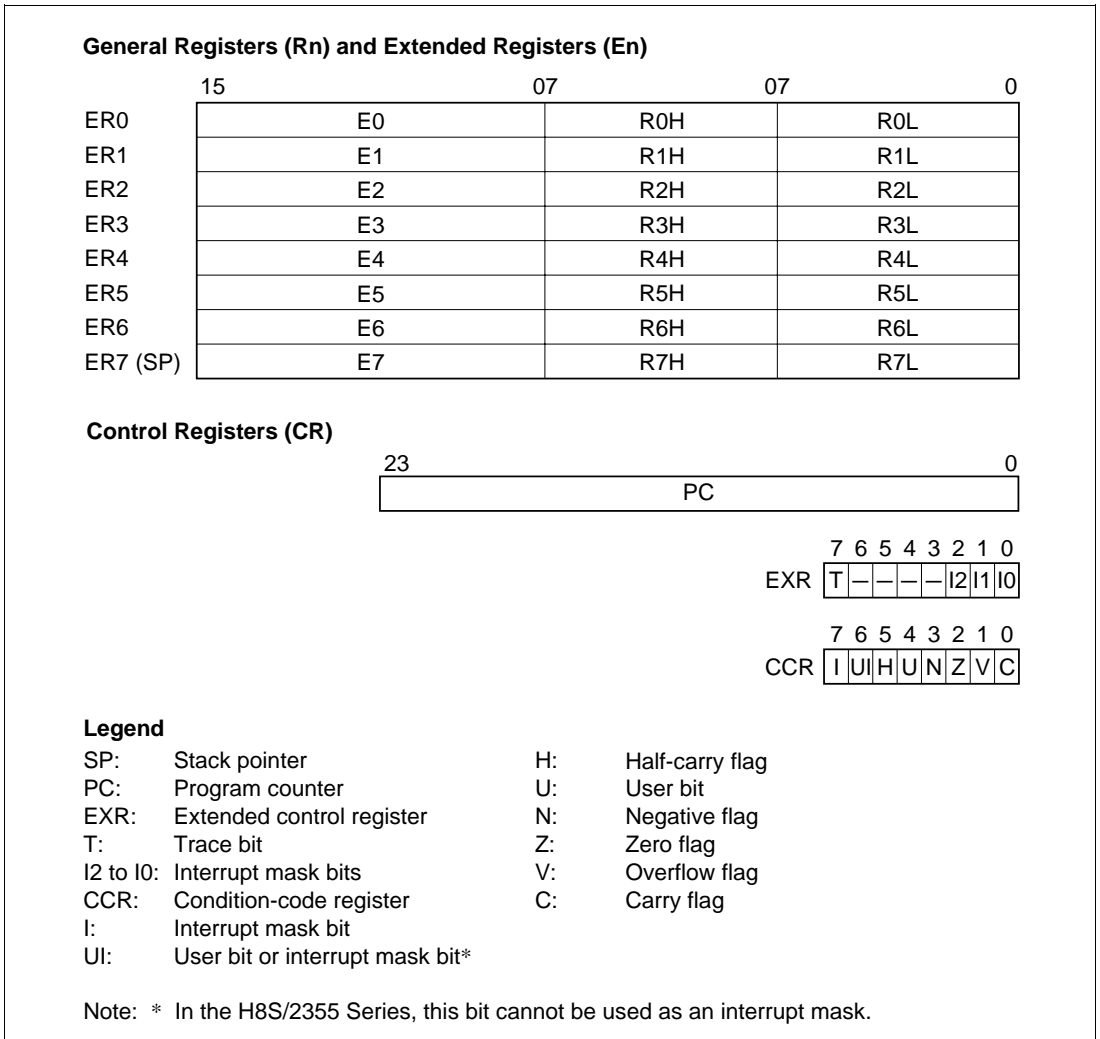 General Registers (Rn) and Extended Registers (En)
15 07 07 0
ER0 E0 R0H R0L
ER1 E1 R1H R1L
ER2 E2 R2H R2L
ER3 E3 R3H R3L
ER4 E4 R4H R4L
ER5 E5 R5H R5L
ER6 E6 R6H R6L
ER7 (SP) E7 R7H R7L
Control Registers (CR)
23 0
PC
7 6 5 4 3 2 1 0
EXR T — — — — I2 I1 I0
7 6 5 4 3 2 1 0
CCR I UI H U N Z V C
Legend
SP: Stack pointer H: Half-carry flag
PC: Program counter U: User bit
EXR: Extended control register N: Negative flag
T: Trace bit Z: Zero flag
I2 to I0: Interrupt mask bits V: Overflow flag
CCR: Condition-code register C: Carry flag
I: Interrupt mask bit
UI: User bit or interrupt mask bit*
Note: * In the H8S/2355 Series, this bit cannot be used as an interrupt mask.